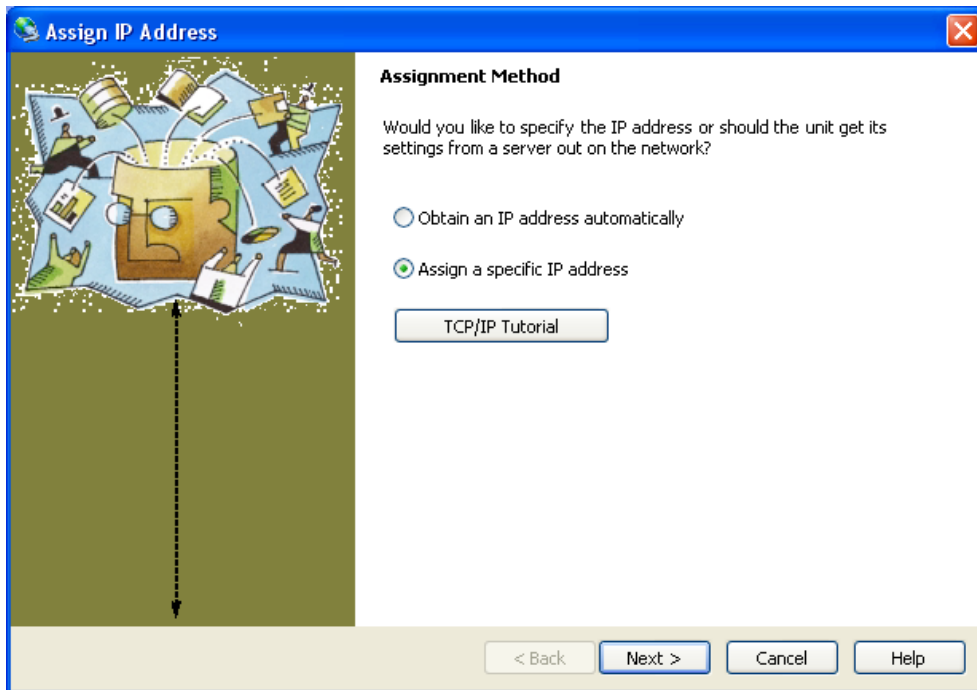 Assign IP Address
Assignment Method
Would you like to specify the IP address or should the unit get its
settings from a server out on the network?
Obtain an IP address automatically
Assign a specific IP address
TCP/IP Tutorial
< Back
Next >
Cancel
Help